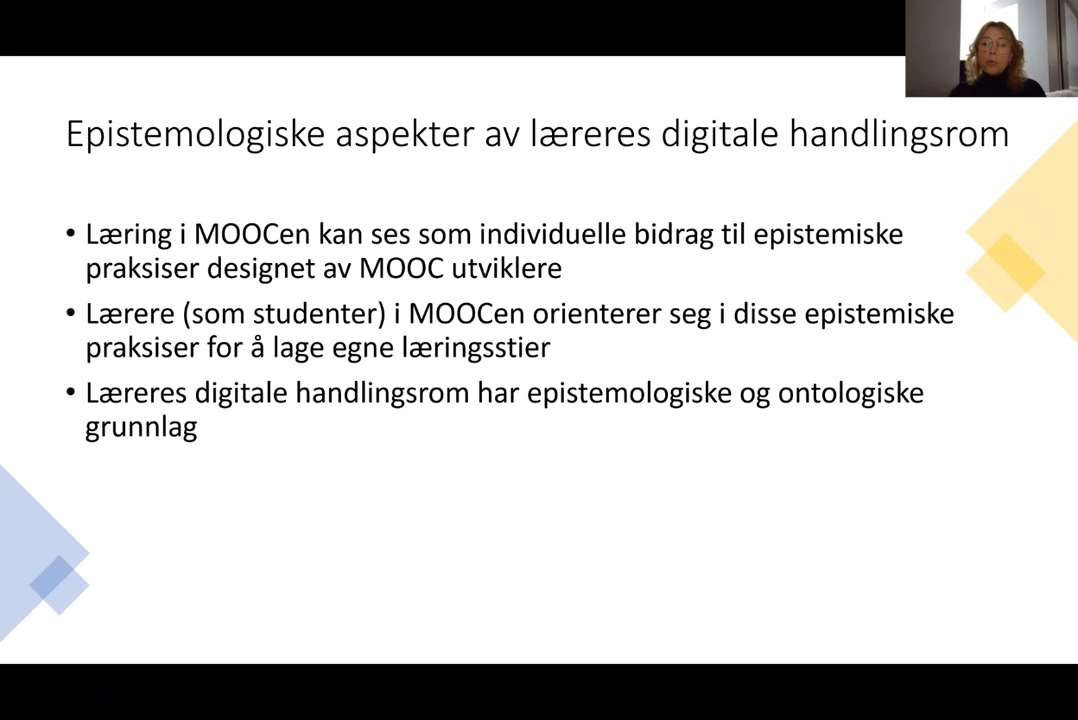 Epistemologiske aspekter av læreres digitale handlingsrom
• Læring i MOOCen kan ses som individuelle bidrag til epistemiske
praksiser designet av MOOC utviklere
• Lærere (som studenter) i MOOCen orienterer seg i disse epistemiske
praksiser for å lage egne læringsstier
• Læreres digitale handlingsrom har epistemologiske og ontologiske
grunnlag